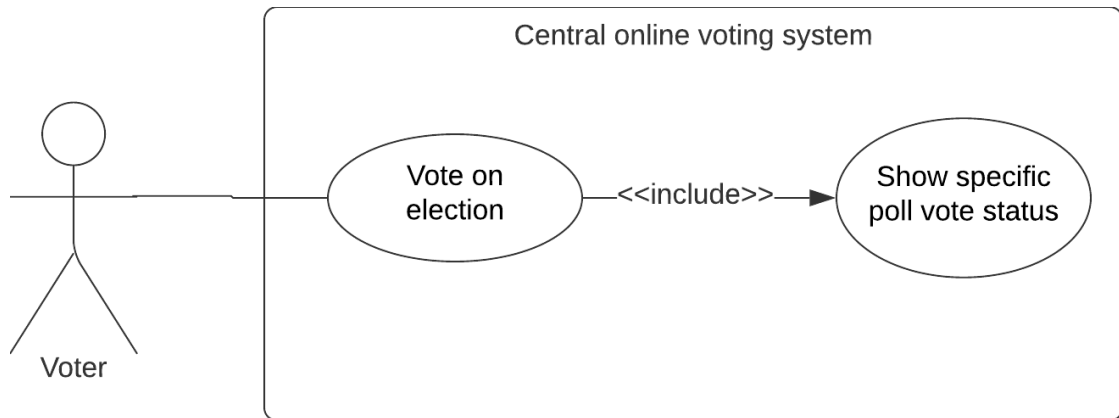 Central online voting system
Vote on
election
<<include>>
Show specific
poll vote status
Voter